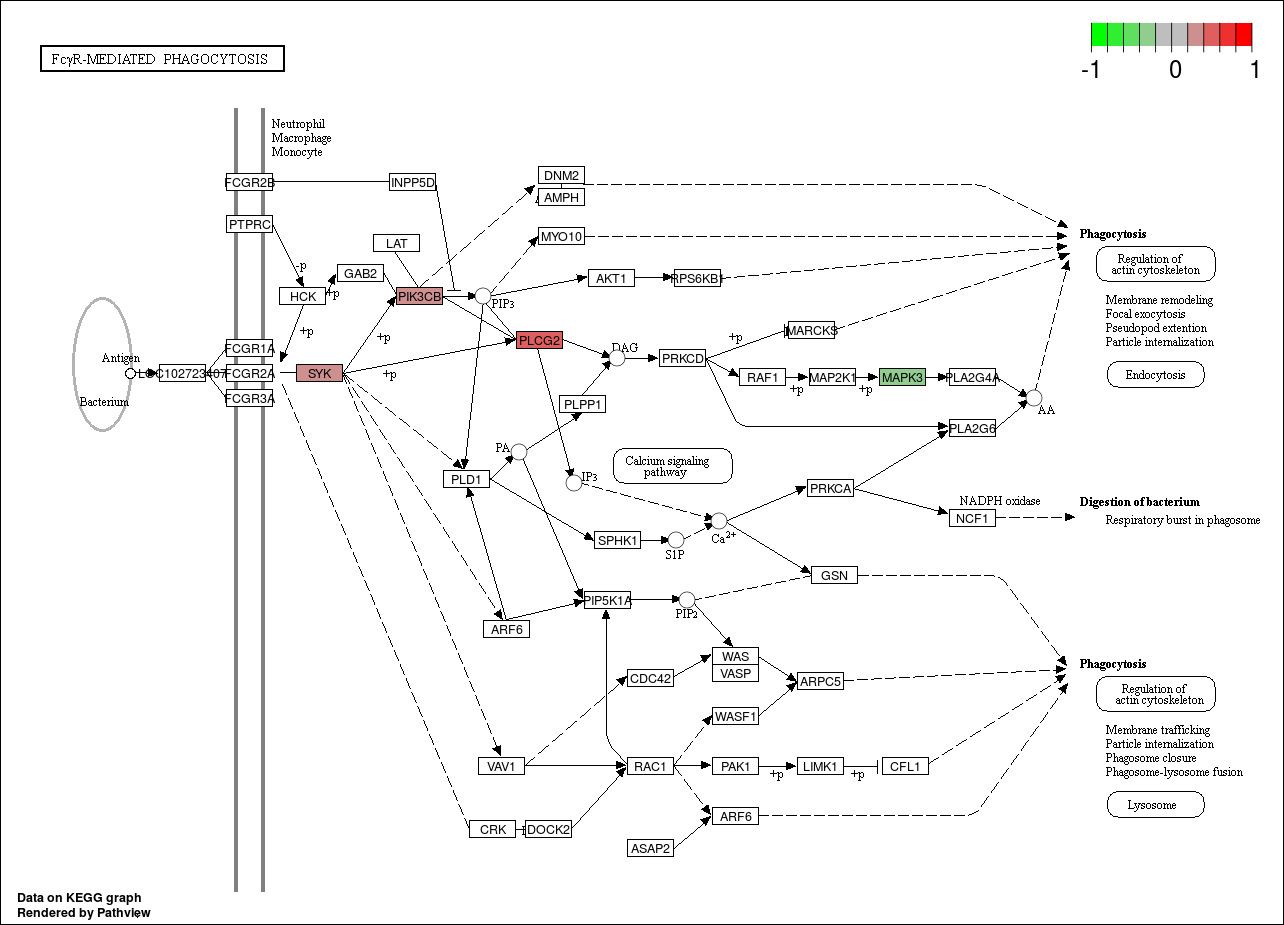 FcγR-MEDIATED PHAGOCYTOSIS
-1 0 1
Neutrophil
Macrophage
Monocyte
FCGR2B
INPP5D
DNM2
AMPH
PTPRC
LAT
MYO10
Phagocytosis
Regulation of
actin cytoskeleton
-p
GAB2
AKT1
RPS6KB1
HCK
+p
PIK3CB
PIP3
Membrane remodeling
Focal exocytosis
Pseudopod extention
Particle internalization
+p
+p
PLCG2
+p
MARCKS
FCGR1A
DAG
PRKCD
Antigen
LOC102723407
FCGR2A
SYK
+p
RAF1
+p
MAP2K1
+p
MAPK3
PLA2G4A
Endocytosis
Bacterium
FCGR3A
PLPP1
AA
PLA2G6
PA
Calcium signaling
pathway
PLD1
IP3
PRKCA
NADPH oxidase
Digestion of bacterium
NCF1
Respiratory burst in phagosome
SPHK1
S1P
Ca2+
GSN
PIP5K1A
PIP2
ARF6
WAS
VASP
Phagocytosis
CDC42
ARPC5
Regulation of
actin cytoskeleton
WASF1
Membrane trafficking
Particle internalization
Phagosome closure
Phagosome-lysosome fusion
VAV1
RAC1
PAK1
+p
LIMK1
+p
CFL1
Lysosome
ARF6
CRK
DOCK2
ASAP2
Data on KEGG graph
Rendered by Pathview